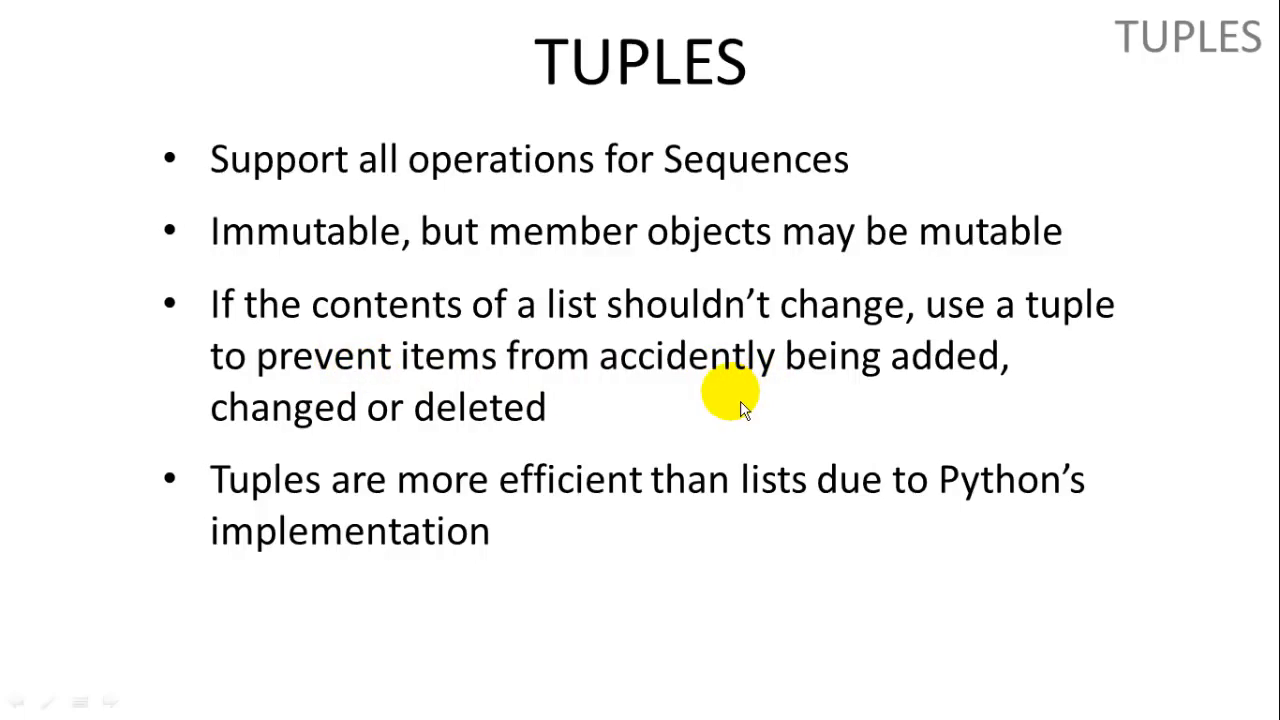 TUPLES
TUPLES
• Support all operations for Sequences
• Immutable, but member objects may be mutable
• If the contents of a list shouldn’t change, use a tuple
to prevent items from accidently being added,
changed or deleted
• Tuples are more efficient than lists due to Python’s
implementation